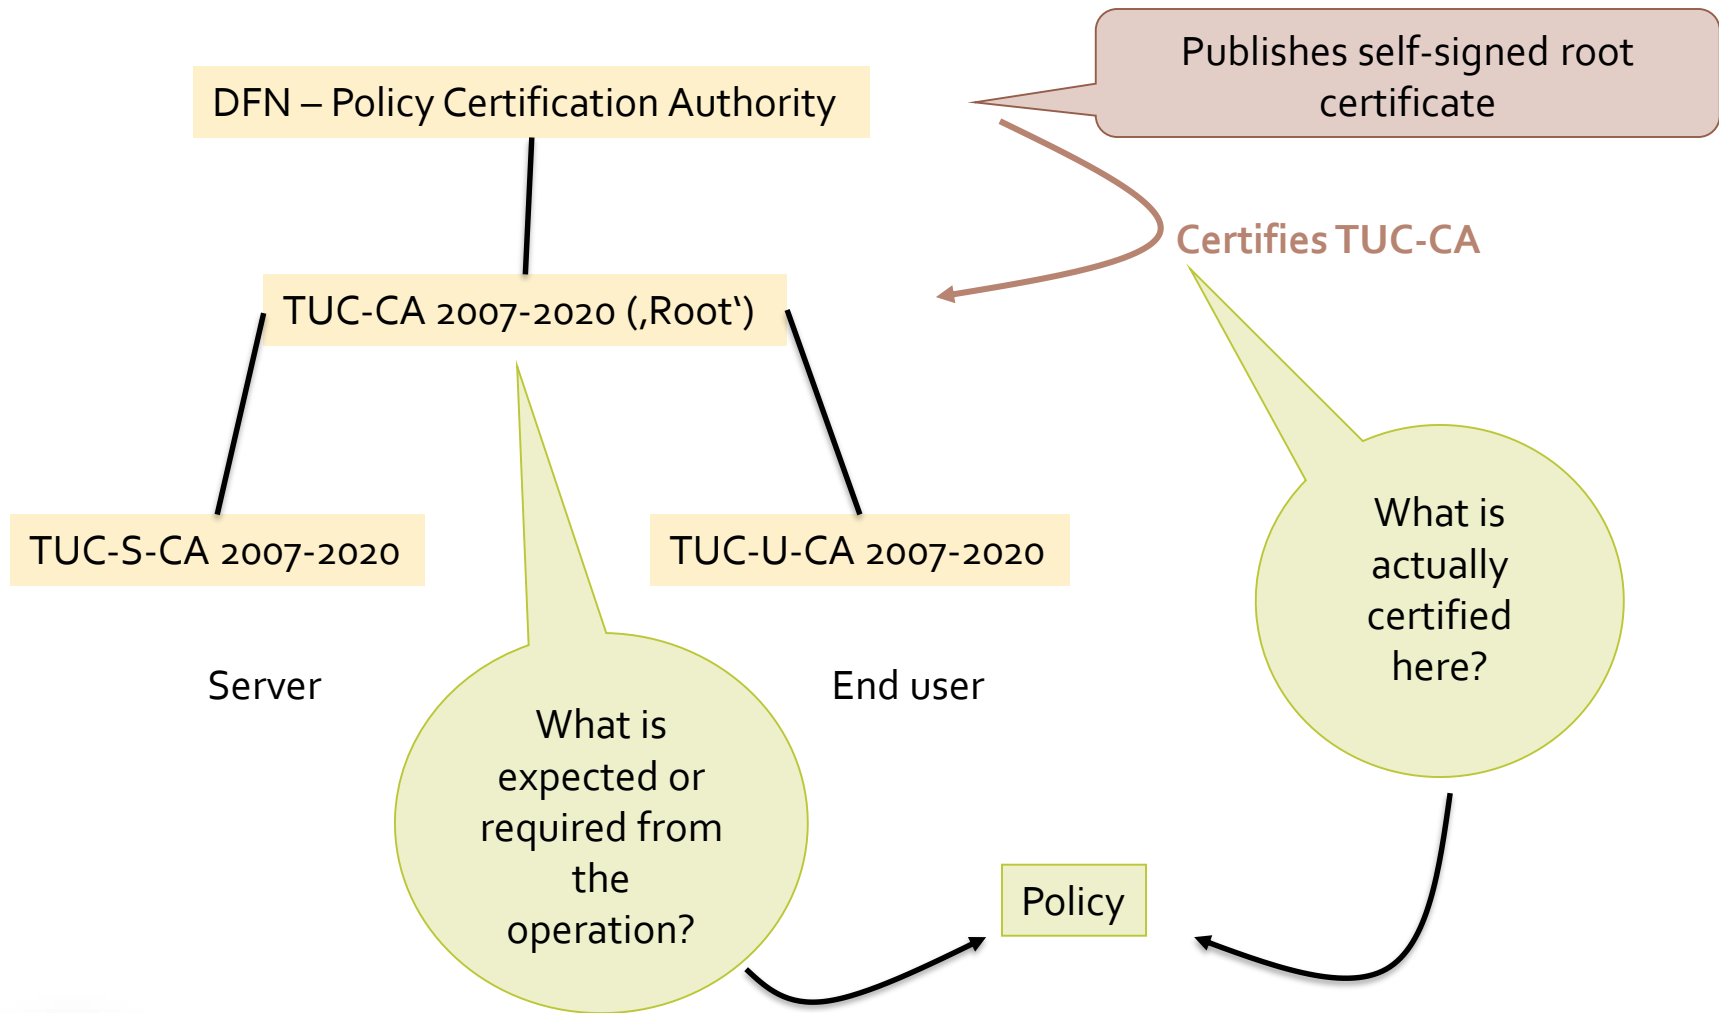 Publishes self-signed root
certificate
DFN – Policy Certification Authority
Certifies TUC-CA
TUC-CA 2007-2020 (‚Root‘)
TUC-S-CA 2007-2020
TUC-U-CA 2007-2020
What is
actually
certified
here?
Server
End user
What is
expected or
required from
the
operation?
Policy